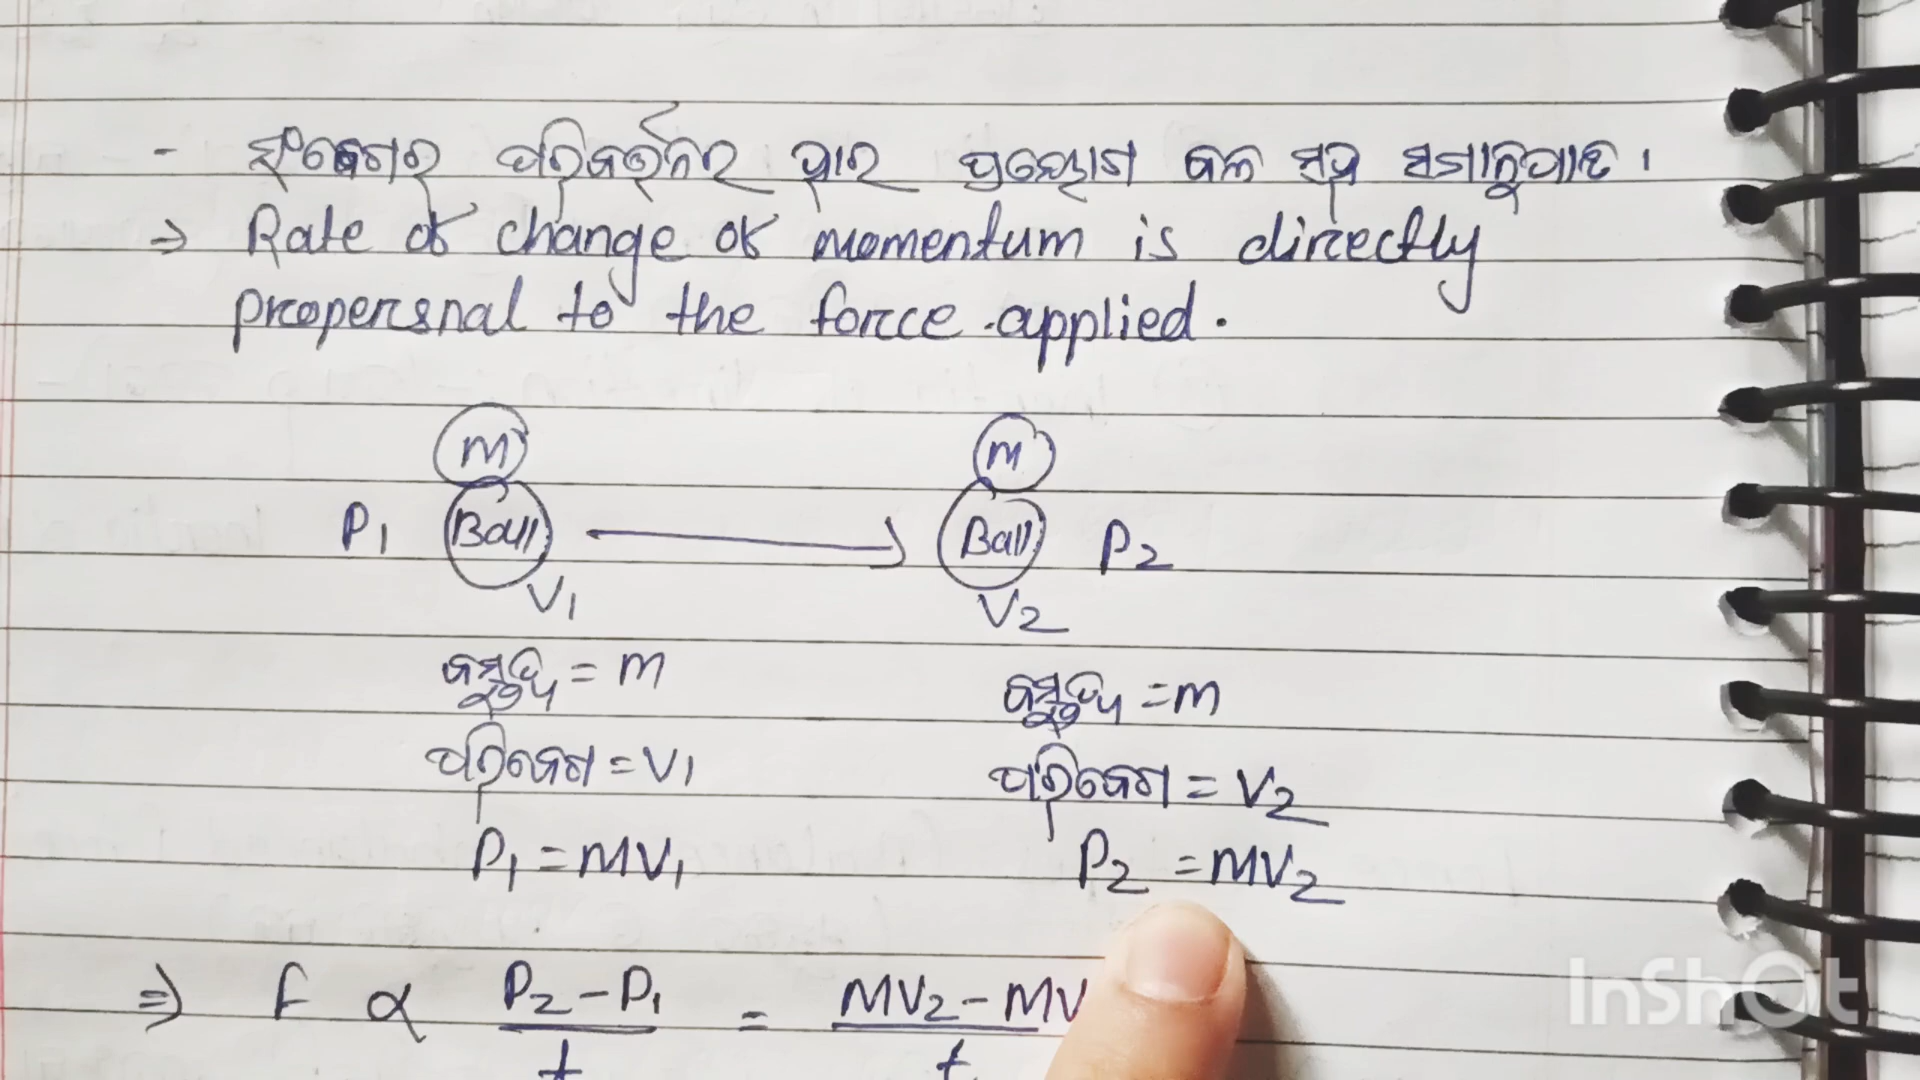 - ସଂବେଗର ପରିବର୍ତ୍ତନର ହାର ପ୍ରୟୋଗ ବଳ ସହ ସମାନୁପାତ ।
⇒ Rate of change of momentum is directly
propersnal to the force applied.
m m
P1 Ball ⟶ Ball P2
V1 V2
ବସ୍ତୁତ୍ୱ = m ବସ୍ତୁତ୍ୱ = m
ପରିବେଗ = V1 ପରିବେଗ = V2
P1 = MV1 P2 = MV2
⇒ F ∝ P2 - P1 = MV2 - MV
t t
InShOt